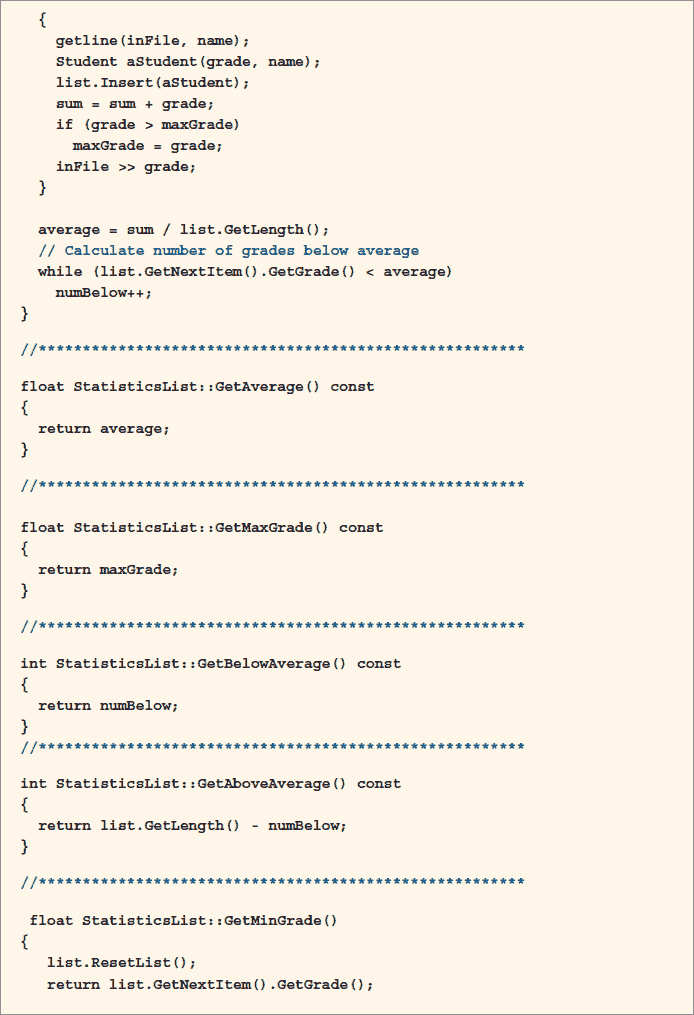 {
getline(inFile, name);
Student aStudent(grade, name);
list.Insert(aStudent);
sum = sum + grade;
if (grade > maxGrade)
maxGrade = grade;
inFile >> grade;
}
average = sum / list.GetLength();
// Calculate number of grades below average
while (list.GetNextItem().GetGrade() < average)
numBelow++;
}
//*******************************************************
float StatisticsList::GetAverage() const
{
return average;
}
//*******************************************************
float StatisticsList::GetMaxGrade() const
{
return maxGrade;
}
//*******************************************************
int StatisticsList::GetBelowAverage() const
{
return numBelow;
}
//*******************************************************
int StatisticsList::GetAboveAverage() const
{
return list.GetLength() - numBelow;
}
//*******************************************************
float StatisticsList::GetMinGrade()
{
list.ResetList();
return list.GetNextItem().GetGrade();